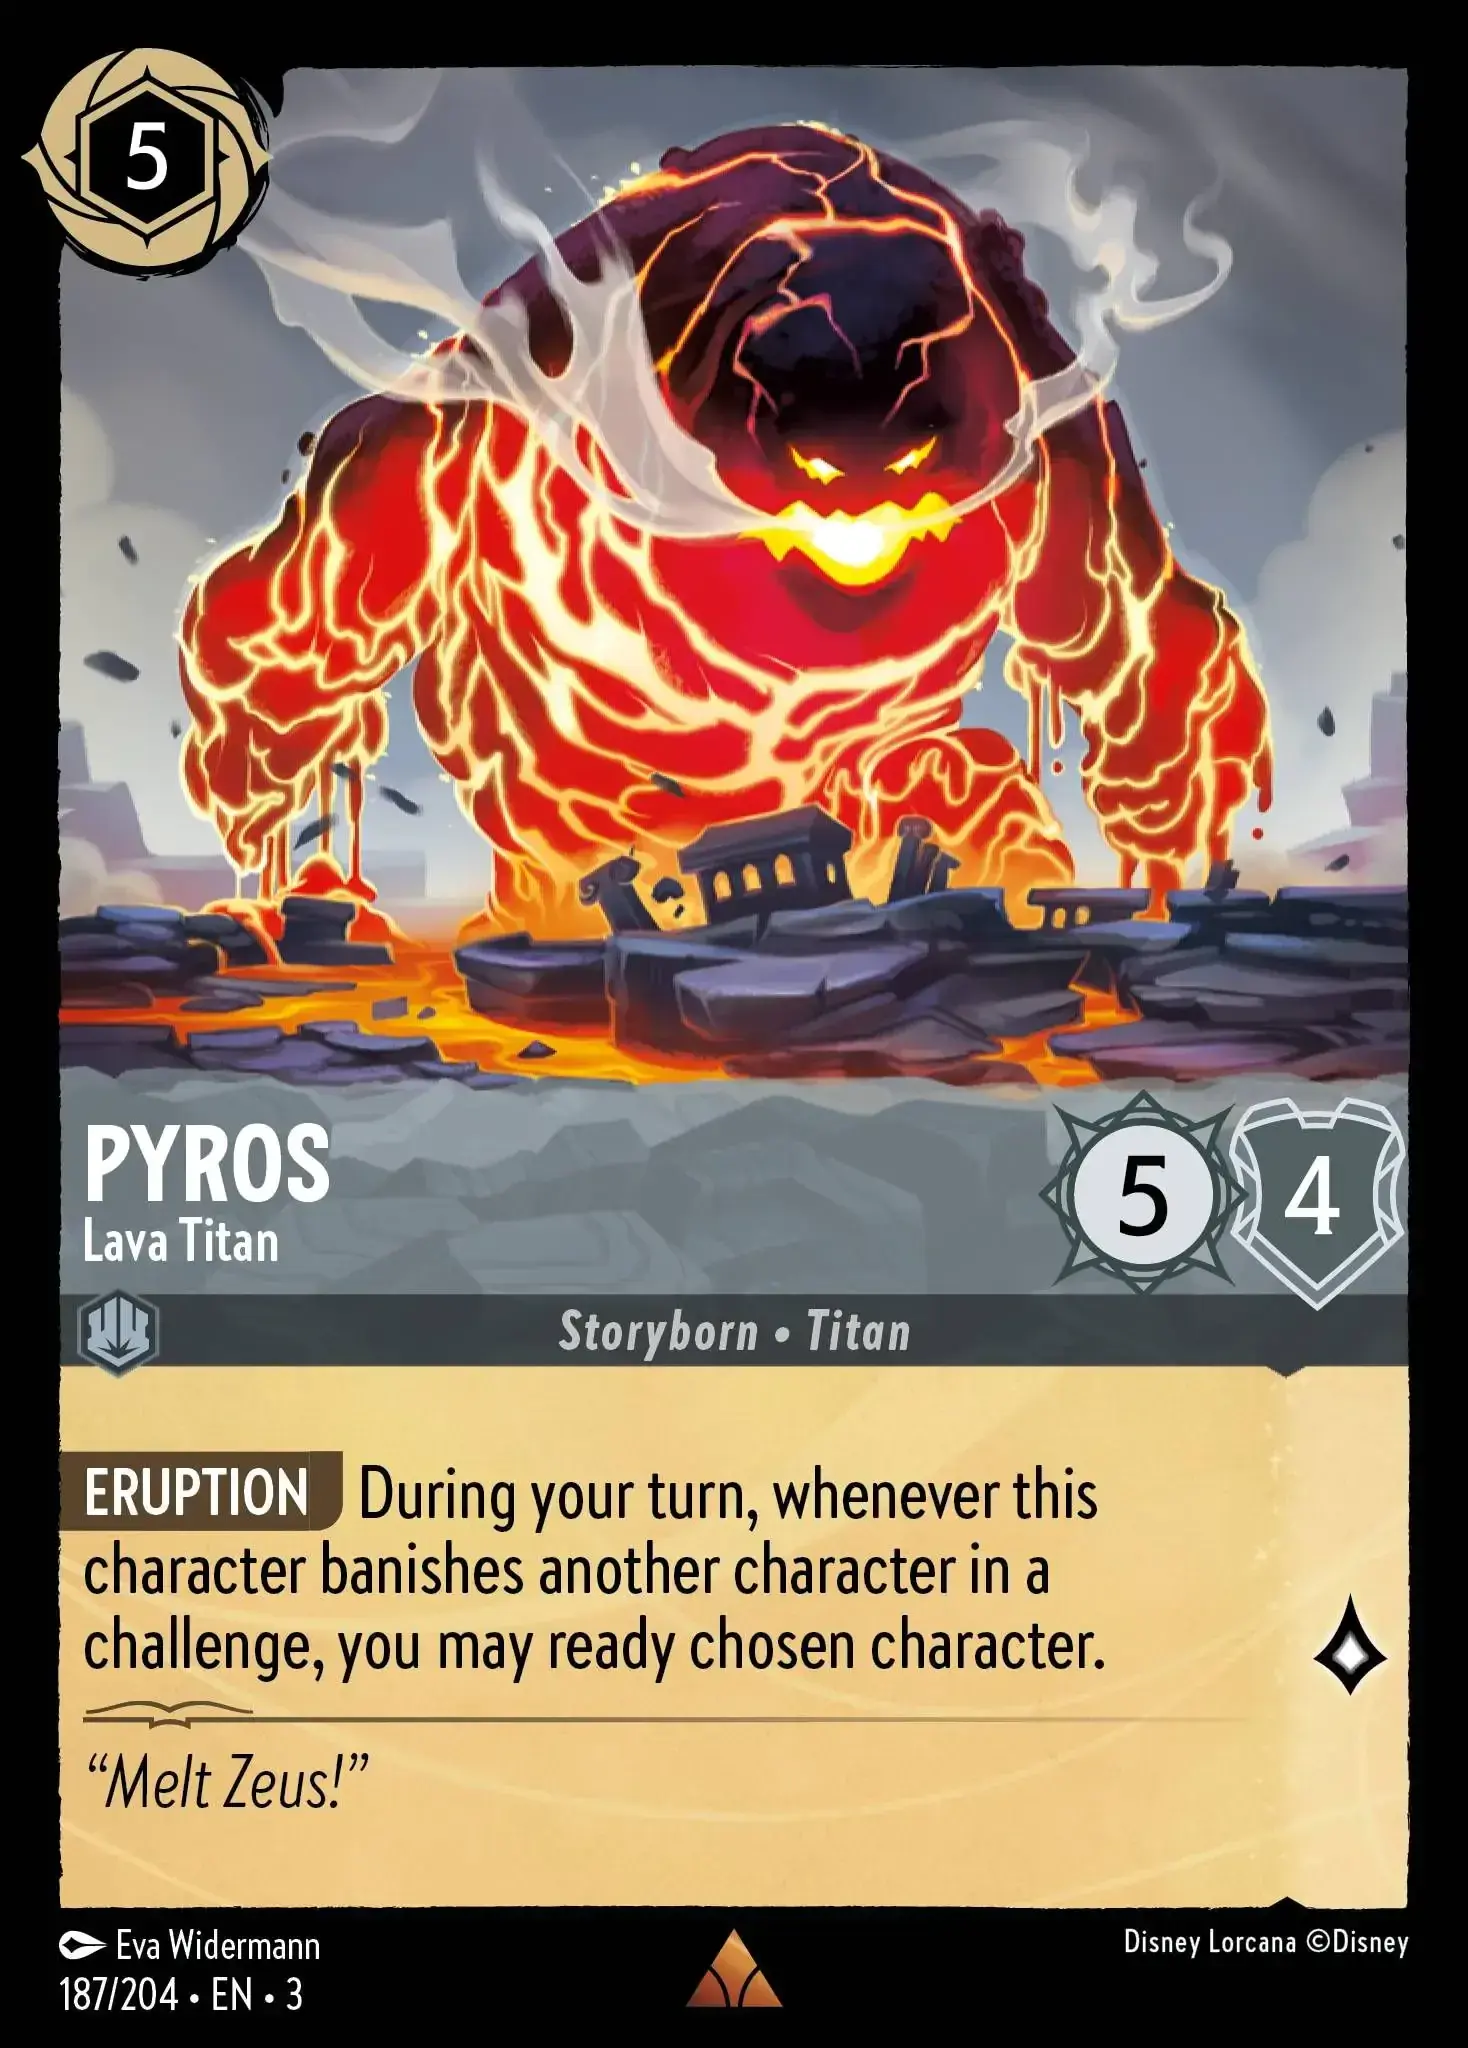 5
PYROS
Lava Titan
5
4
Storyborn • Titan
ERUPTION During your turn, whenever this
character banishes another character in a
challenge, you may ready chosen character.
“Melt Zeus!”
Eva Widermann
187/204 • EN • 3
Disney Lorcana ©Disney